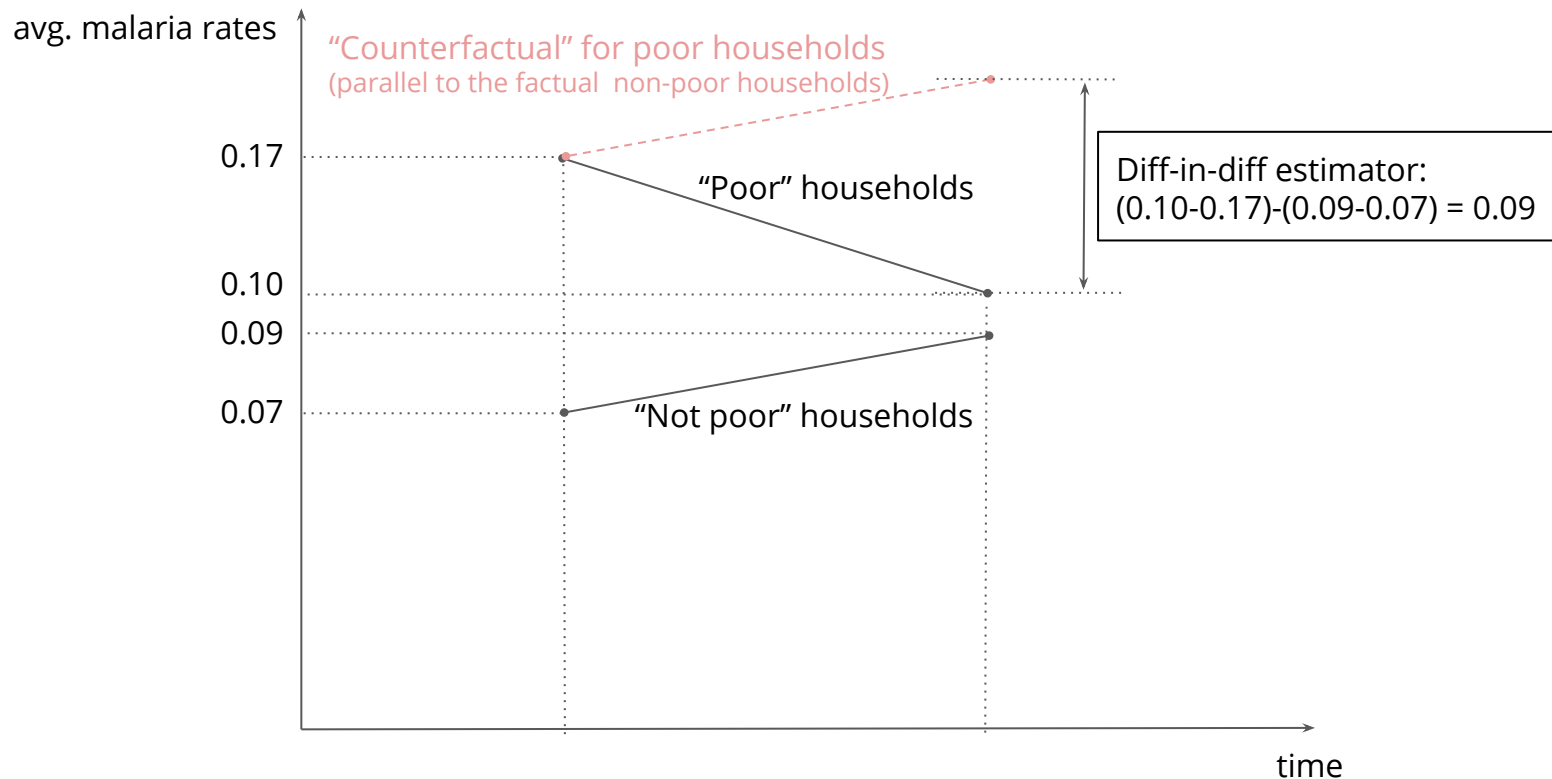 avg. malaria rates
“Counterfactual” for poor households
(parallel to the factual  non-poor households)
0.17
“Poor” households
Diff-in-diff estimator:
(0.10-0.17)-(0.09-0.07) = 0.09
0.10
0.09
0.07
“Not poor” households
time